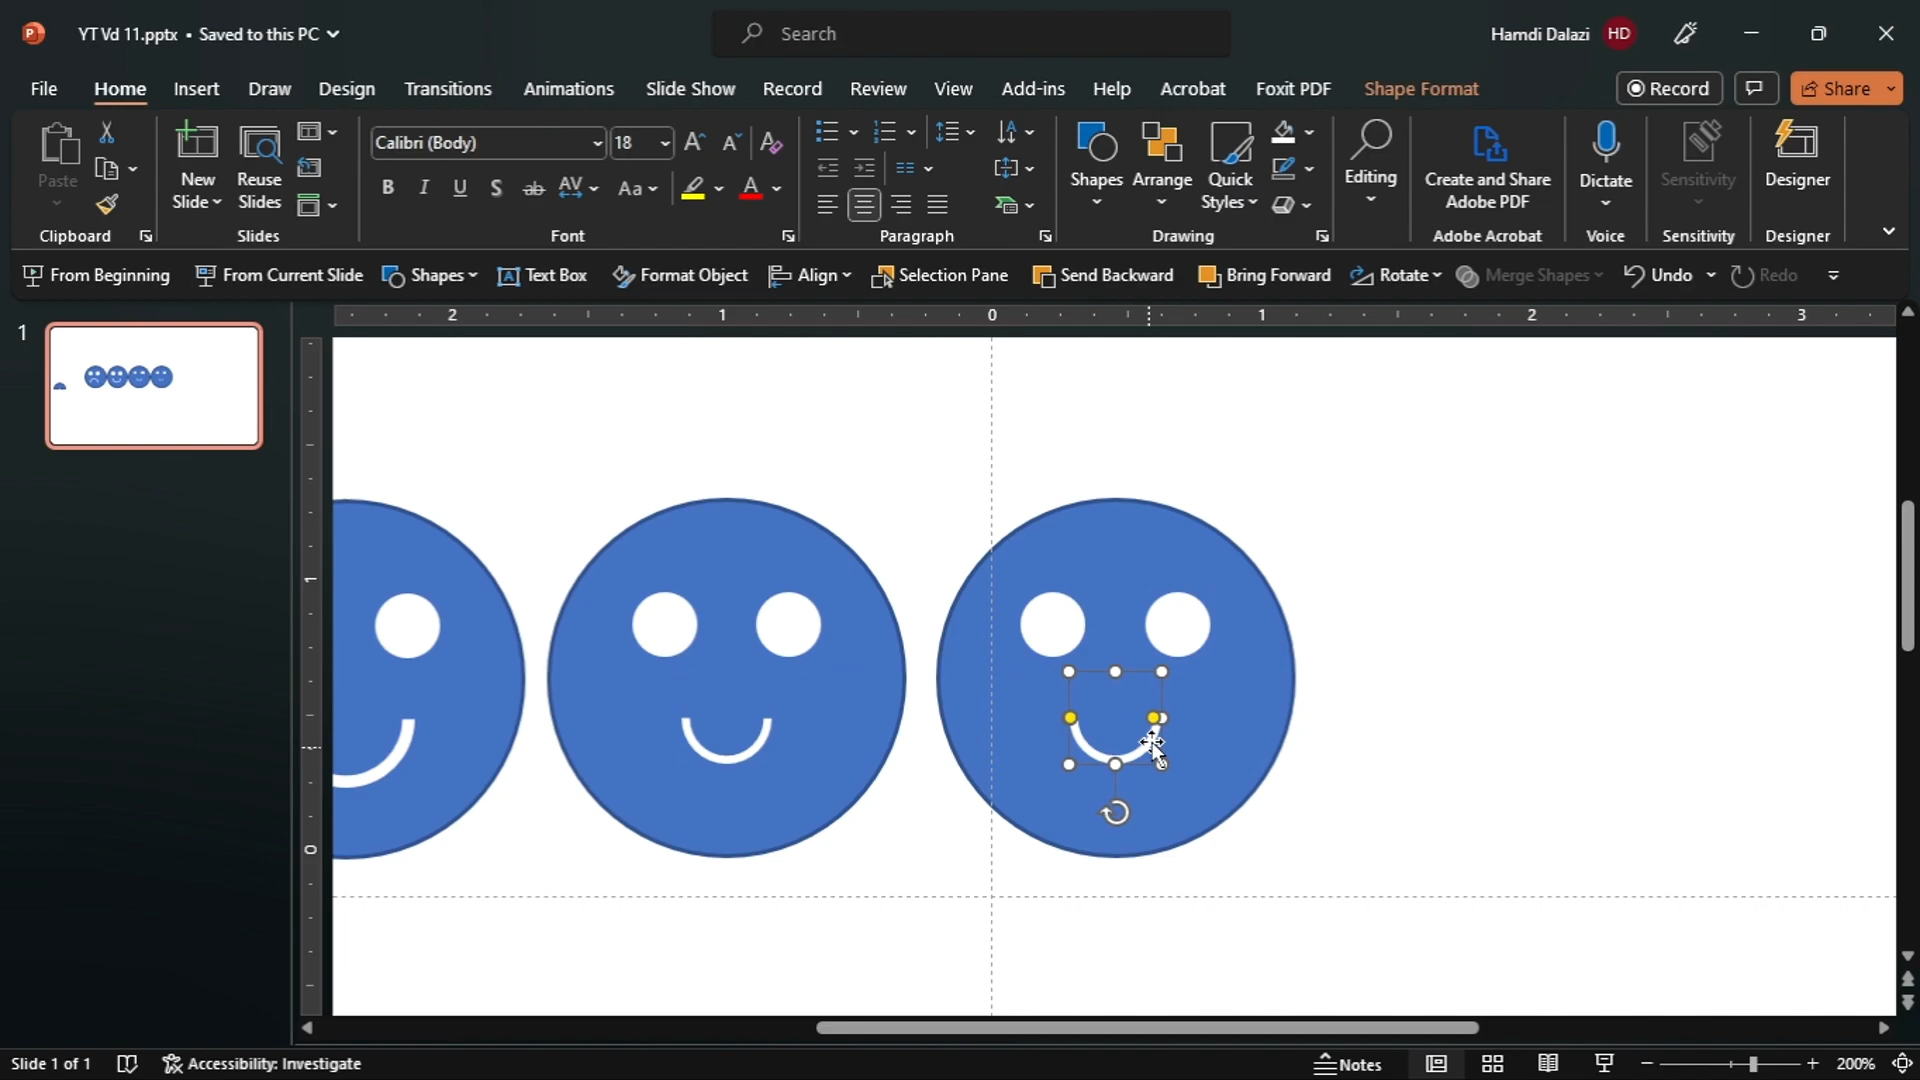 YT Vd 11.pptx • Saved to this PC
Search
Hamdi Dalazi HD
File Home Insert Draw Design Transitions Animations Slide Show Record Review View Add-ins Help Acrobat Foxit PDF Shape Format Record Share
Paste
New
Slide
Reuse
Slides
Calibri (Body) 18
B I U S ab AV Aa A
Shapes Arrange Quick
Styles
Editing
Create and Share
Adobe PDF
Dictate
Sensitivity
Designer
Clipboard Slides Font Paragraph Drawing Adobe Acrobat Voice Sensitivity Designer
From Beginning From Current Slide Shapes Text Box Format Object Align Selection Pane Send Backward Bring Forward Rotate Merge Shapes Undo Redo
2 1 0 1 2 3
1
1
0
Slide 1 of 1 Accessibility: Investigate Notes 200%